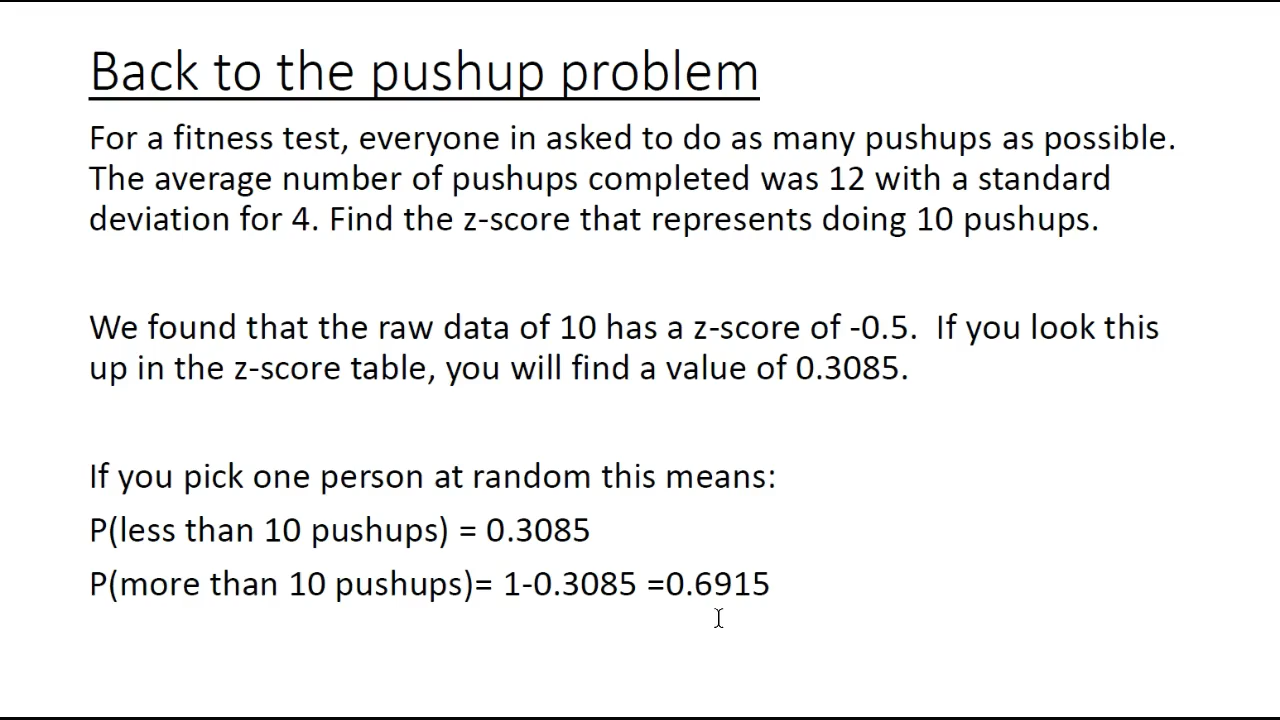 Back to the pushup problem
For a fitness test, everyone in asked to do as many pushups as possible.
The average number of pushups completed was 12 with a standard
deviation for 4. Find the z-score that represents doing 10 pushups.
We found that the raw data of 10 has a z-score of -0.5.  If you look this
up in the z-score table, you will find a value of 0.3085.
If you pick one person at random this means:
P(less than 10 pushups) = 0.3085
P(more than 10 pushups)= 1-0.3085 =0.6915